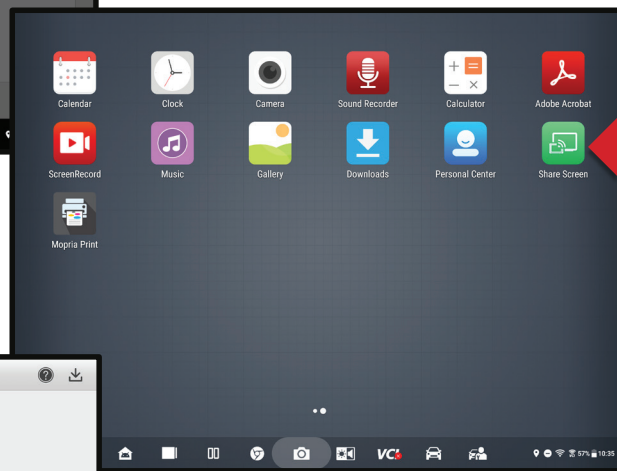 Calendar Clock Camera Sound Recorder Calculator Adobe Acrobat
ScreenRecord Music Gallery Downloads Personal Center Share Screen
Mopria Print
VCI 57% 10:35